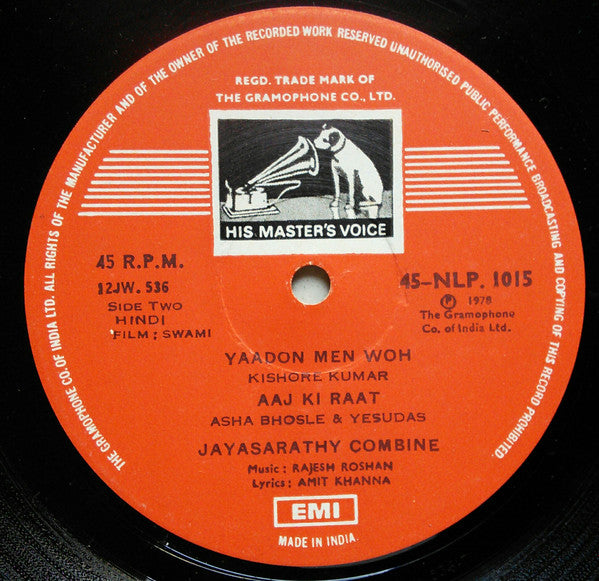 THE GRAMOPHONE CO. OF INDIA LTD. ALL RIGHTS OF THE MANUFACTURER AND OF THE OWNER OF THE RECORDED WORK RESERVED UNAUTHORISED PUBLIC PERFORMANCE BROADCASTING AND COPYING OF THIS RECORD PROHIBITED.
REGD. TRADE MARK OF
THE GRAMOPHONE CO., LTD.
HIS MASTER'S VOICE
45 R.P.M.
12JW. 536
SIDE TWO
HINDI
FILM ; SWAMI
45-NLP. 1015
℗ 1978
The Gramophone
Co. of India Ltd.
YAADON MEN WOH
KISHORE KUMAR
AAJ KI RAAT
ASHA BHOSLE & YESUDAS
JAYASARATHY COMBINE
Music : RAJESH ROSHAN
Lyrics : AMIT KHANNA
EMI
MADE IN INDIA